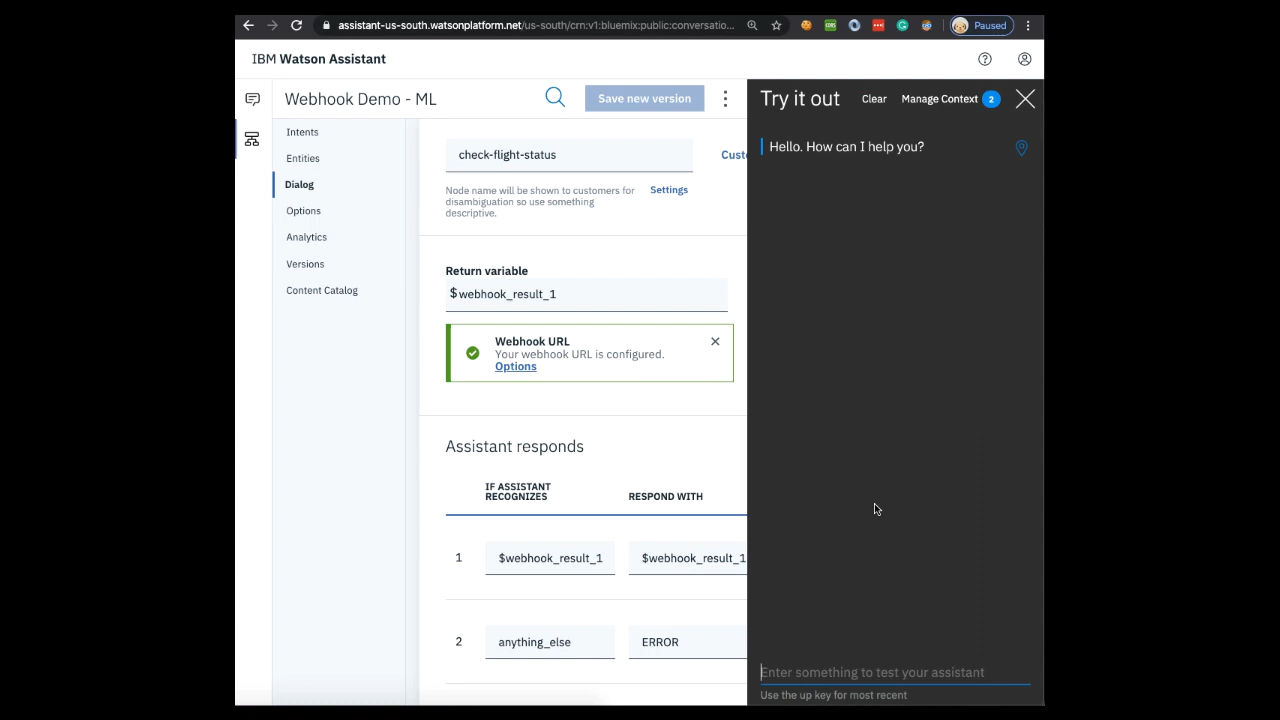 assistant-us-south.watsonplatform.net/us-south/crn:v1:bluemix:public:conversatio...
Paused
IBM Watson Assistant
Webhook Demo - ML
Save new version
Intents
Entities
Dialog
Options
Analytics
Versions
Content Catalog
check-flight-status
Custo
Node name will be shown to customers for
disambiguation so use something
descriptive.
Settings
Return variable
$ webhook_result_1
Webhook URL
Your webhook URL is configured.
Options
Assistant responds
IF ASSISTANT
RECOGNIZES
RESPOND WITH
1 $webhook_result_1 $webhook_result_1
2 anything_else ERROR
Try it out Clear Manage Context 2
Hello. How can I help you?
Enter something to test your assistant
Use the up key for most recent